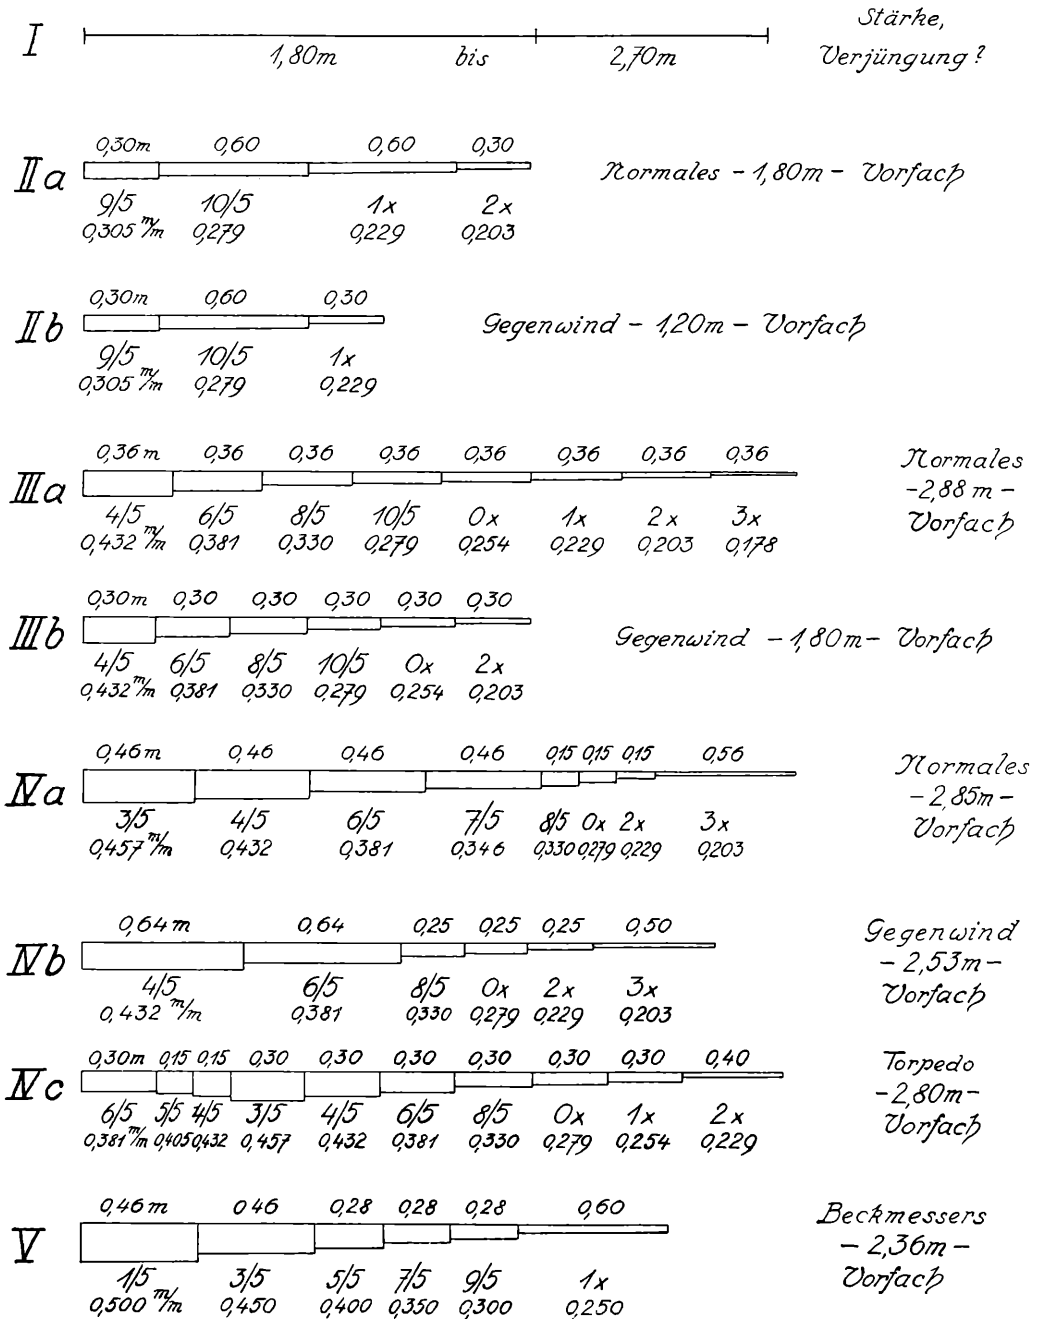 I
1,80m bis 2,70m
Stärke,
Verjüngung?
IIa
0,30m 0,60 0,60 0,30
9/5 10/5 1x 2x
0,305 m/m 0,279 0,229 0,203
Normales - 1,80m - Vorfach
IIb
0,30m 0,60 0,30
9/5 10/5 1x
0,305 m/m 0,279 0,229
Gegenwind - 1,20m - Vorfach
IIIa
0,36m 0,36 0,36 0,36 0,36 0,36 0,36 0,36
4/5 6/5 8/5 10/5 0x 1x 2x 3x
0,432 m/m 0,381 0,330 0,279 0,254 0,229 0,203 0,178
Normales
-2,88 m -
Vorfach
IIIb
0,30m 0,30 0,30 0,30 0,30 0,30
4/5 6/5 8/5 10/5 0x 2x
0,432 m/m 0,381 0,330 0,279 0,254 0,203
Gegenwind - 1,80m - Vorfach
IVa
0,46m 0,46 0,46 0,46 0,15 0,15 0,15 0,56
3/5 4/5 6/5 7/5 8/5 0x 2x 3x
0,457 m/m 0,432 0,381 0,346 0,330 0,279 0,229 0,203
Normales
- 2,85m -
Vorfach
IVb
0,64m 0,64 0,25 0,25 0,25 0,50
4/5 6/5 8/5 0x 2x 3x
0,432 m/m 0,381 0,330 0,279 0,229 0,203
Gegenwind
- 2,53m -
Vorfach
IVc
0,30m 0,15 0,15 0,30 0,30 0,30 0,30 0,30 0,30 0,40
6/5 5/5 4/5 3/5 4/5 6/5 8/5 0x 1x 2x
0,381 m/m 0,405 0,432 0,457 0,432 0,381 0,330 0,279 0,254 0,229
Torpedo
-2,80m-
Vorfach
V
0,46m 0 46 0,28 0,28 0,28 0,60
1/5 3/5 5/5 7/5 9/5 1x
0,500 m/m 0,450 0,400 0,350 0,300 0,250
Beckmessers
- 2,36m -
Vorfach